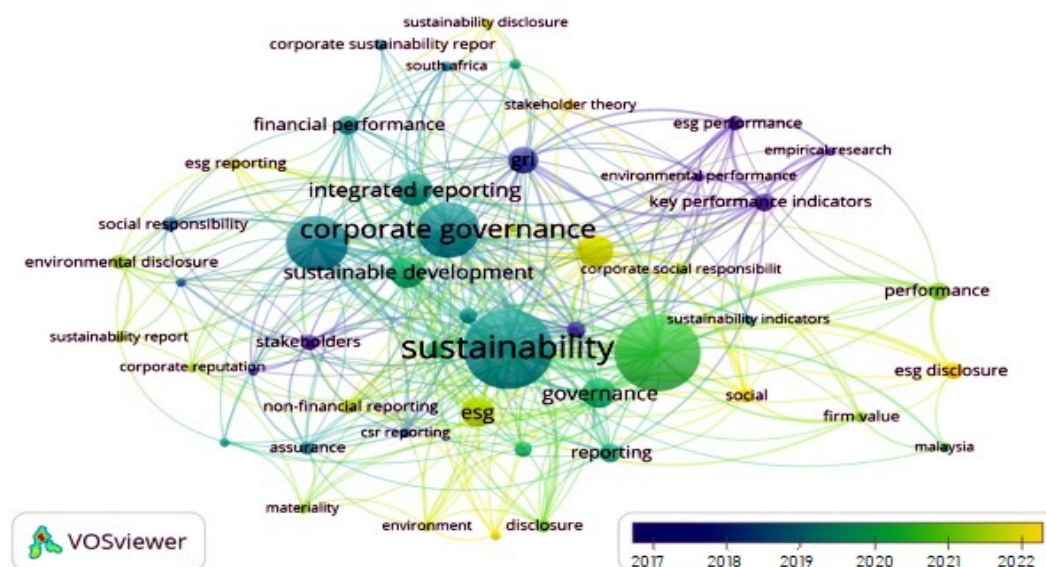 sustainability disclosure
corporate sustainability repor
south africa
stakeholder theory
financial performance
esg performance
gri
empirical research
esg reporting
environmental performance
integrated reporting
key performance indicators
social responsibility
corporate governance
environmental disclosure
sustainable development
corporate social responsibilit
performance
sustainability indicators
sustainability report
stakeholders
sustainability
corporate reputation
esg disclosure
governance
social
non-financial reporting
esg
firm value
csr reporting
assurance
reporting
malaysia
materiality
environment
disclosure
VOSviewer
2017 2018 2019 2020 2021 2022